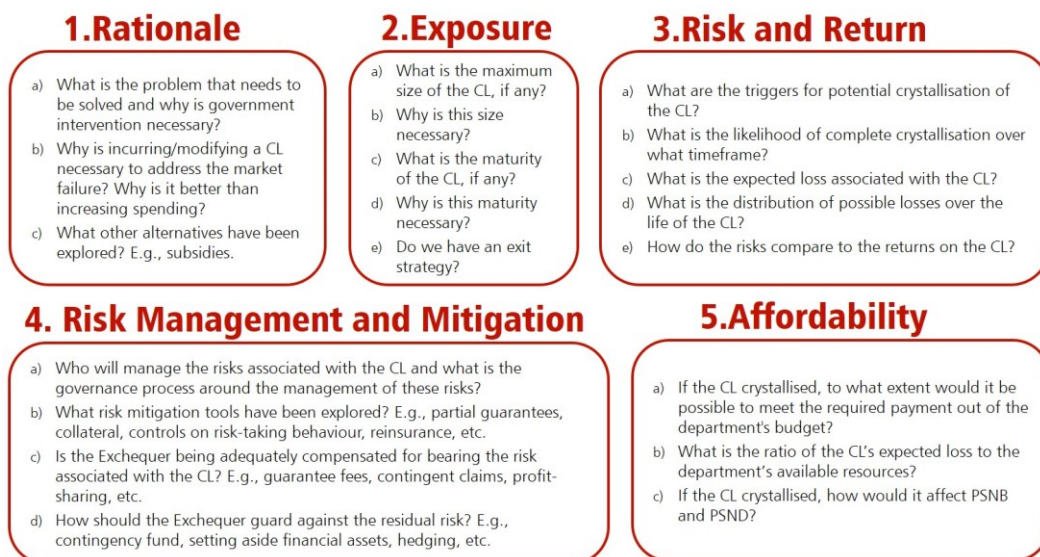 1.Rationale
a) What is the problem that needs to
be solved and why is government
intervention necessary?
b) Why is incurring/modifying a CL
necessary to address the market
failure? Why is it better than
increasing spending?
c) What other alternatives have been
explored? E.g., subsidies.
2.Exposure
a) What is the maximum
size of the CL, if any?
b) Why is this size
necessary?
c) What is the maturity
of the CL, if any?
d) Why is this maturity
necessary?
e) Do we have an exit
strategy?
3.Risk and Return
a) What are the triggers for potential crystallisation of
the CL?
b) What is the likelihood of complete crystallisation over
what timeframe?
c) What is the expected loss associated with the CL?
d) What is the distribution of possible losses over the
life of the CL?
e) How do the risks compare to the returns on the CL?
4. Risk Management and Mitigation
a) Who will manage the risks associated with the CL and what is the
governance process around the management of these risks?
b) What risk mitigation tools have been explored? E.g., partial guarantees,
collateral, controls on risk-taking behaviour, reinsurance, etc.
c) Is the Exchequer being adequately compensated for bearing the risk
associated with the CL? E.g., guarantee fees, contingent claims, profit-
sharing, etc.
d) How should the Exchequer guard against the residual risk? E.g.,
contingency fund, setting aside financial assets, hedging, etc.
5.Affordability
a) If the CL crystallised, to what extent would it be
possible to meet the required payment out of the
department's budget?
b) What is the ratio of the CL's expected loss to the
department's available resources?
c) If the CL crystallised, how would it affect PSNB
and PSND?